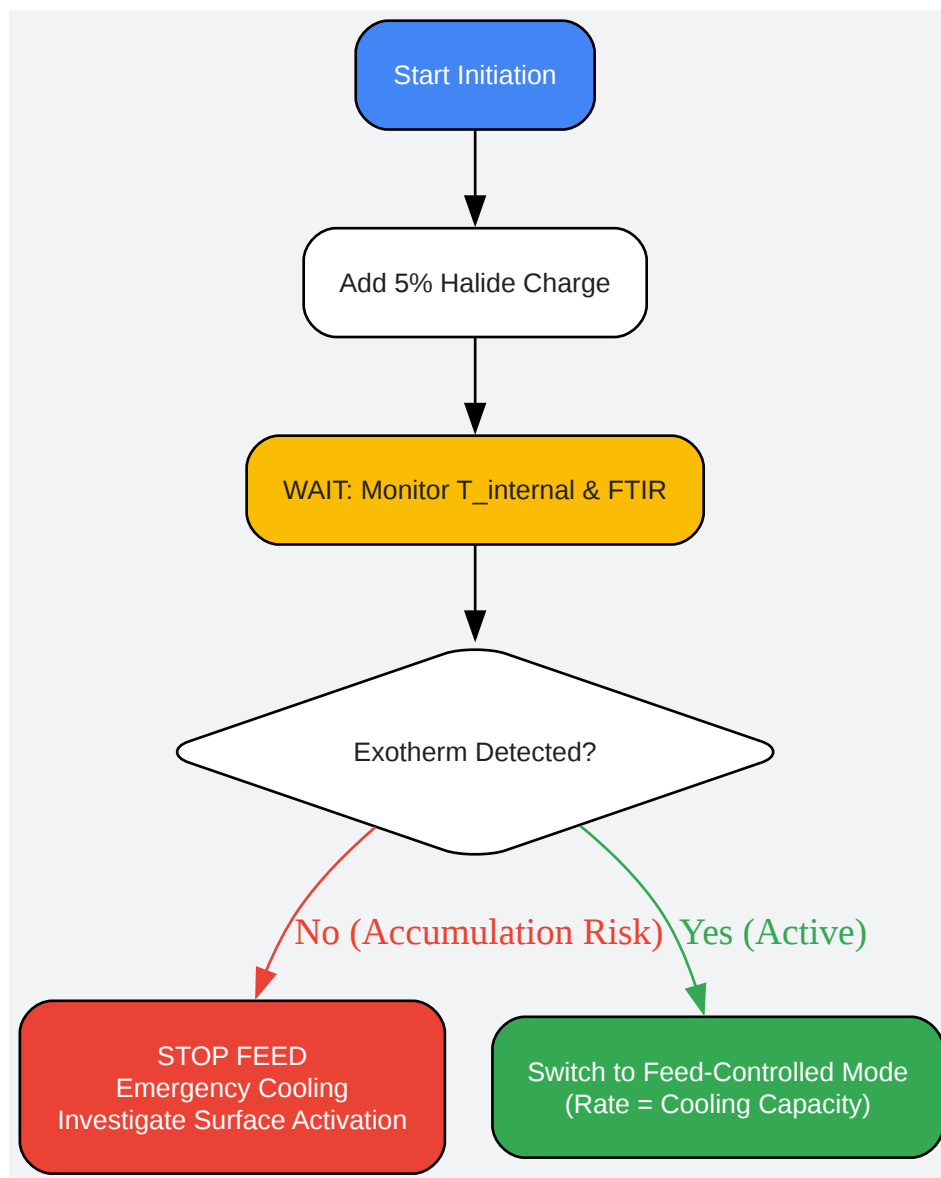 Start Initiation
Add 5% Halide Charge
WAIT: Monitor T_internal & FTIR
Exotherm Detected?
No (Accumulation Risk)
Yes (Active)
STOP FEED
Emergency Cooling
Investigate Surface Activation
Switch to Feed-Controlled Mode
(Rate = Cooling Capacity)